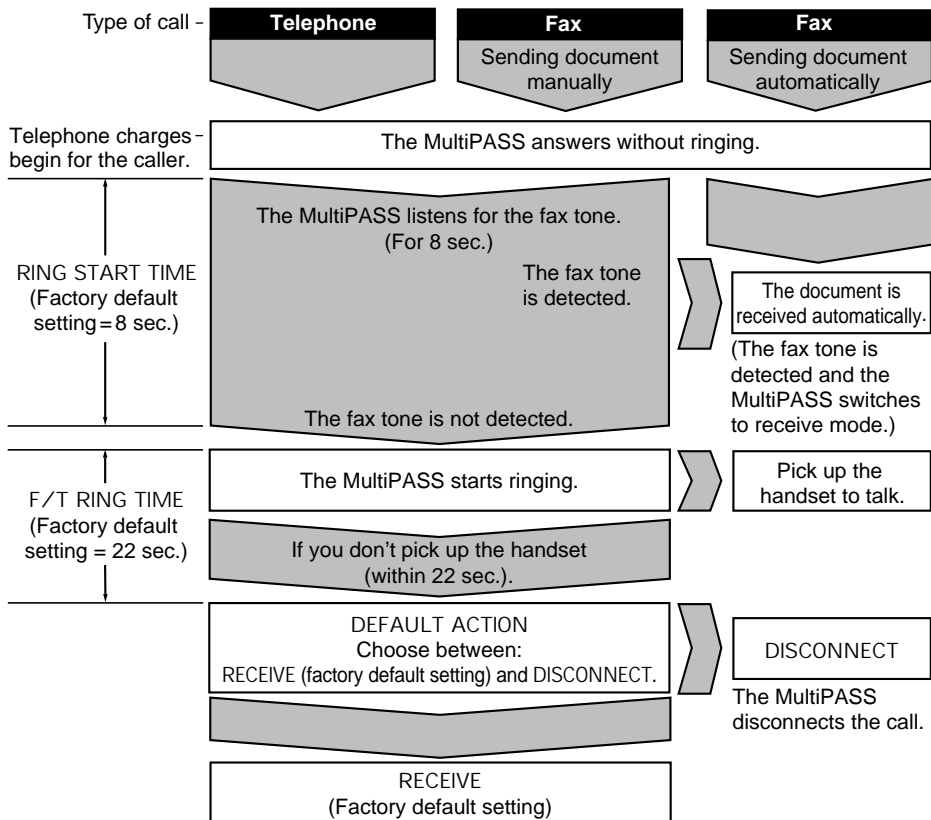 Type of call
Telephone
Fax
Sending document
manually
Fax
Sending document
automatically
Telephone charges
begin for the caller.
The MultiPASS answers without ringing.
The MultiPASS listens for the fax tone.
(For 8 sec.)
RING START TIME
(Factory default
setting = 8 sec.)
The fax tone
is detected.
The document is
received automatically.
(The fax tone is
detected and the
MultiPASS switches
to receive mode.)
The fax tone is not detected.
F/T RING TIME
(Factory default
setting = 22 sec.)
The MultiPASS starts ringing.
Pick up the
handset to talk.
If you don't pick up the handset
(within 22 sec.).
DEFAULT ACTION
Choose between:
RECEIVE (factory default setting) and DISCONNECT.
DISCONNECT
The MultiPASS
disconnects the call.
RECEIVE
(Factory default setting)